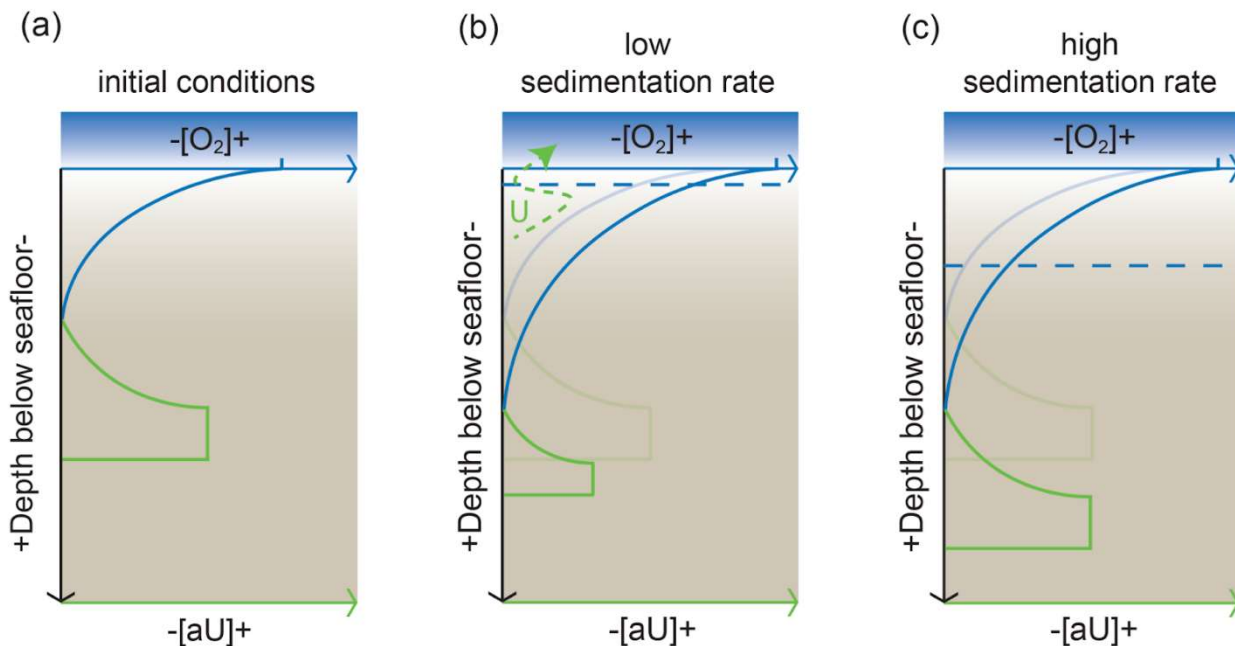 (a)
initial conditions
-[O₂]+
+Depth below seafloor-
-[aU]+
(b)
low
sedimentation rate
-[O₂]+
U
+Depth below seafloor-
-[aU]+
(c)
high
sedimentation rate
-[O₂]+
+Depth below seafloor-
-[aU]+